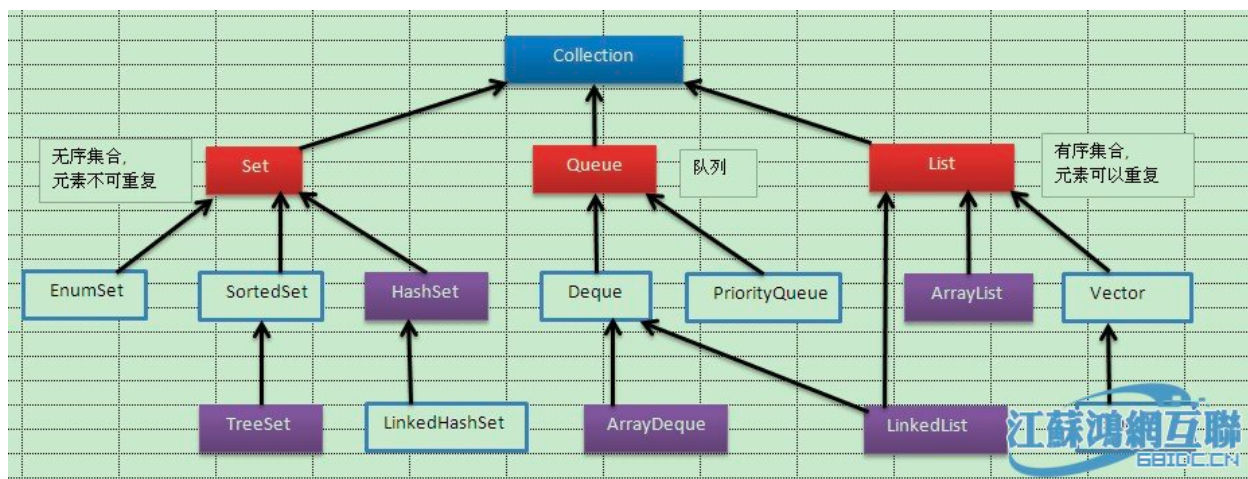 Collection
无序集合,
元素不可重复
Set
Queue
队列
List
有序集合,
元素可以重复
EnumSet
SortedSet
HashSet
Deque
PriorityQueue
ArrayList
Vector
TreeSet
LinkedHashSet
ArrayDeque
LinkedList
江蘇鴻網互聯
68IDC.CN